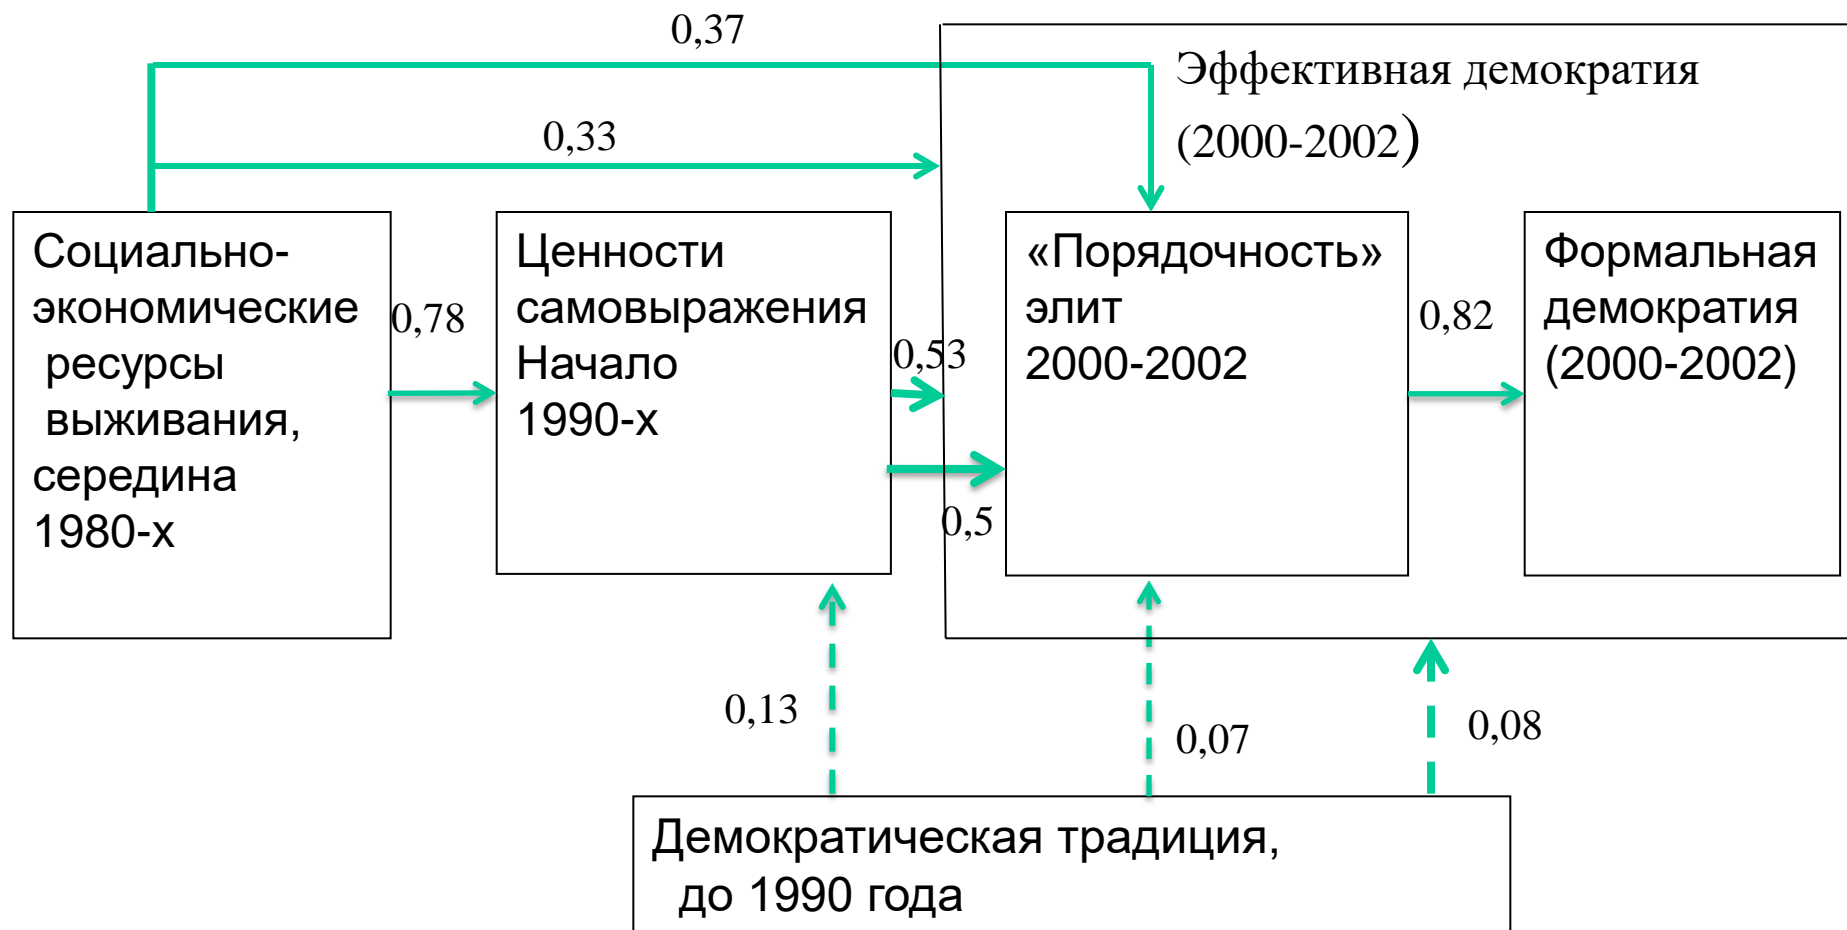 0,37
Эффективная демократия
(2000-2002)
0,33
Социально-
экономические
ресурсы
выживания,
середина
1980-х
0,78
Ценности
самовыражения
Начало
1990-х
0,53
0,5
«Порядочность»
элит
2000-2002
0,82
Формальная
демократия
(2000-2002)
0,13
0,07
0,08
Демократическая традиция,
до 1990 года